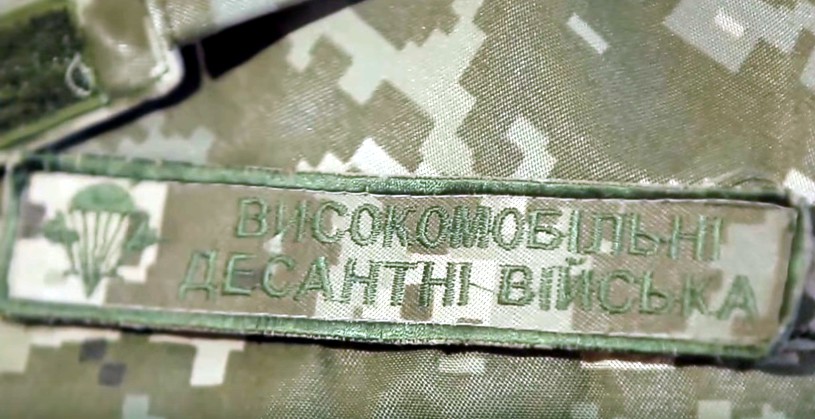 ВИСОКОМОБІЛЬНІ
ДЕСАНТНІ ВІЙСЬКА